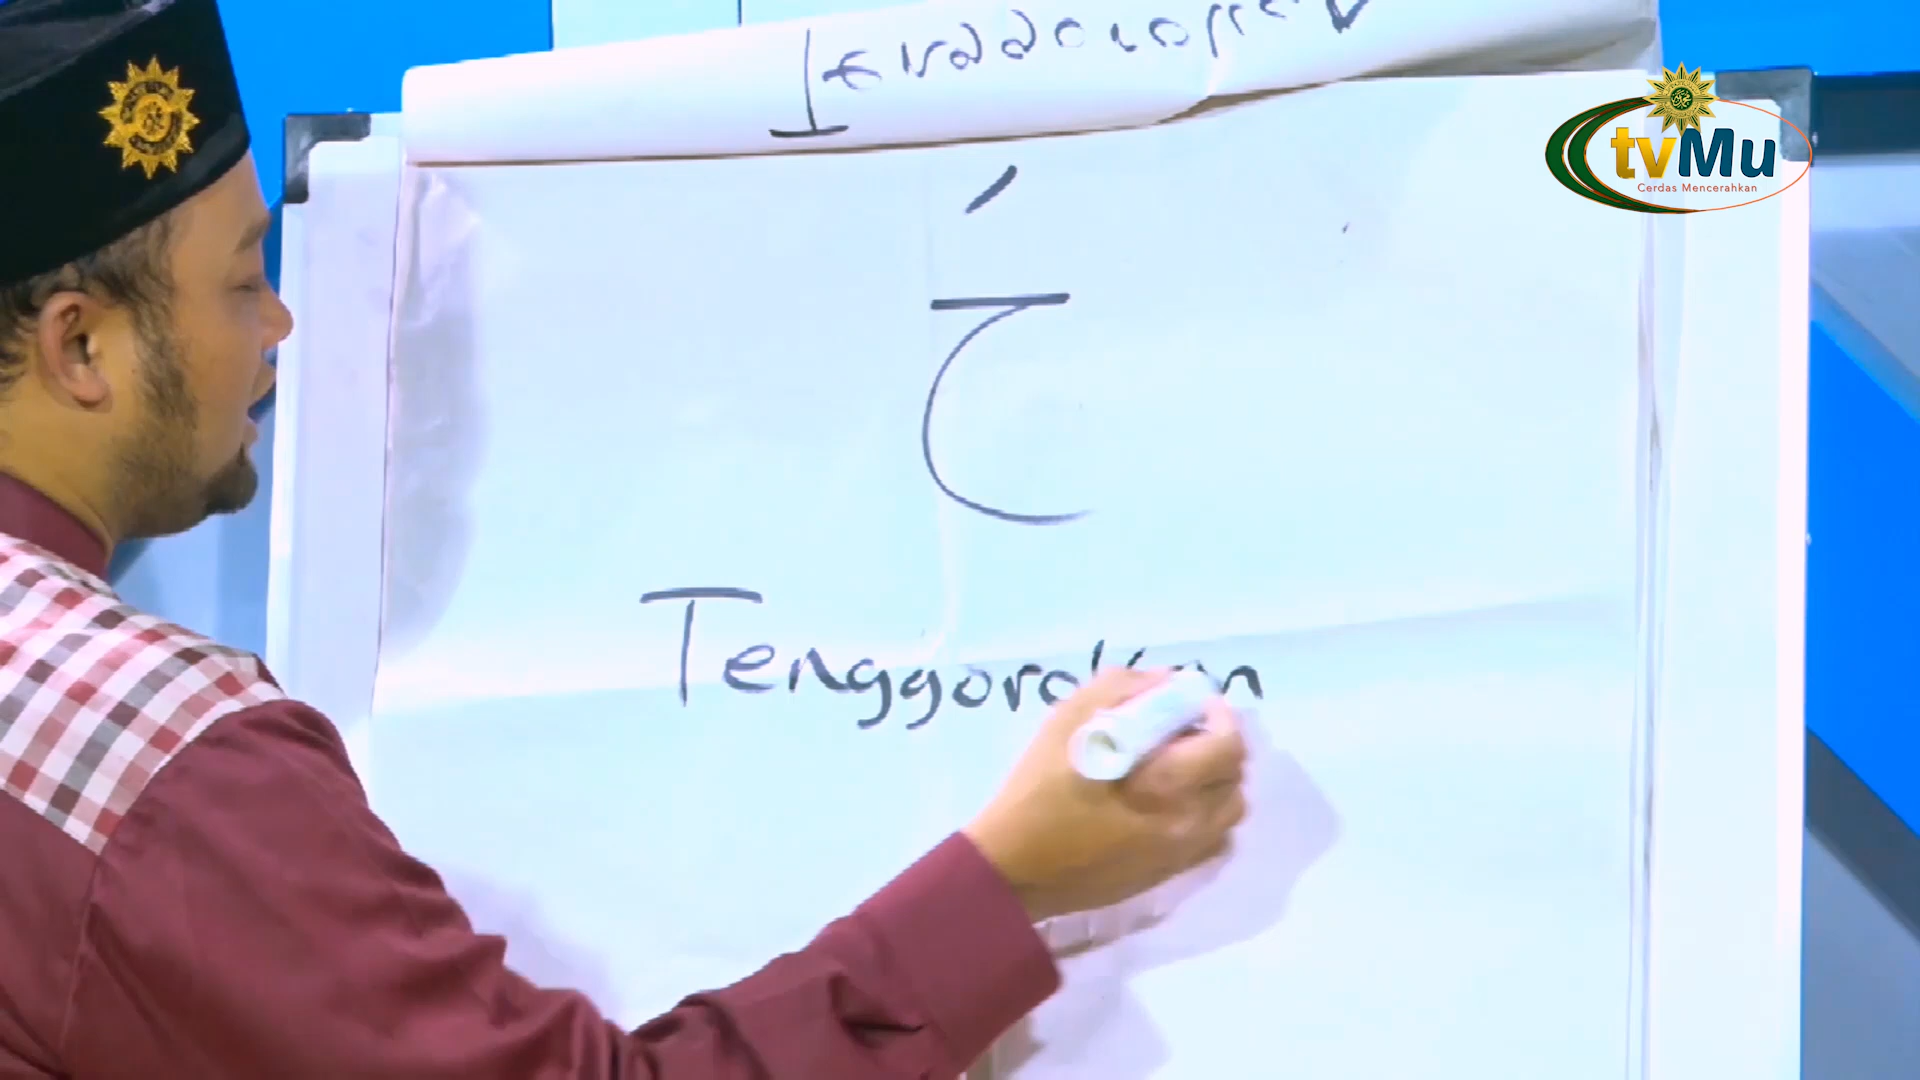 tvMu
Cerdas Mencerahkan
حَ
Tenggorokan